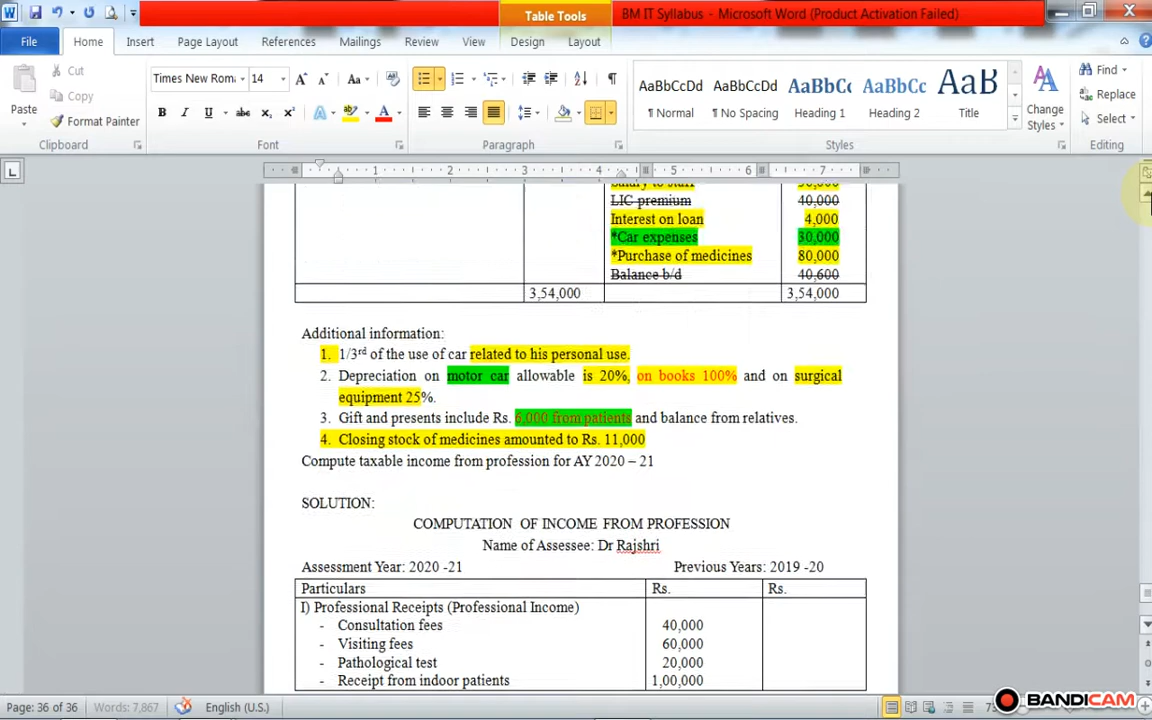 Table Tools
BM IT Syllabus - Microsoft Word (Product Activation Failed)
File Home Insert Page Layout References Mailings Review View Design Layout
Paste
Cut
Copy
Format Painter
Clipboard
Times New Rom 14
Font
Paragraph
AaBbCcDd AaBbCcDd AaBbCc AaBbCc AaB
¶ Normal ¶ No Spacing Heading 1 Heading 2 Title
Change Styles
Styles
Find
Replace
Select
Editing
1 2 3 4 5 6 7
Salary to staff
LIC premium 40,000
Interest on loan 4,000
*Car expenses 30,000
*Purchase of medicines 80,000
Balance b/d 40,600
3,54,000 3,54,000
Additional information:
1. 1/3rd of the use of car related to his personal use.
2. Depreciation on motor car allowable is 20%, on books 100% and on surgical
equipment 25%.
3. Gift and presents include Rs. 6,000 from patients and balance from relatives.
4. Closing stock of medicines amounted to Rs. 11,000
Compute taxable income from profession for AY 2020 – 21
SOLUTION:
COMPUTATION OF INCOME FROM PROFESSION
Name of Assessee: Dr Rajshri
Assessment Year: 2020 -21 Previous Years: 2019 -20
Particulars Rs. Rs.
I) Professional Receipts (Professional Income)
- Consultation fees 40,000
- Visiting fees 60,000
- Pathological test 20,000
- Receipt from indoor patients 1,00,000
Page: 36 of 36 Words: 7,867 English (U.S.)
BANDICAM